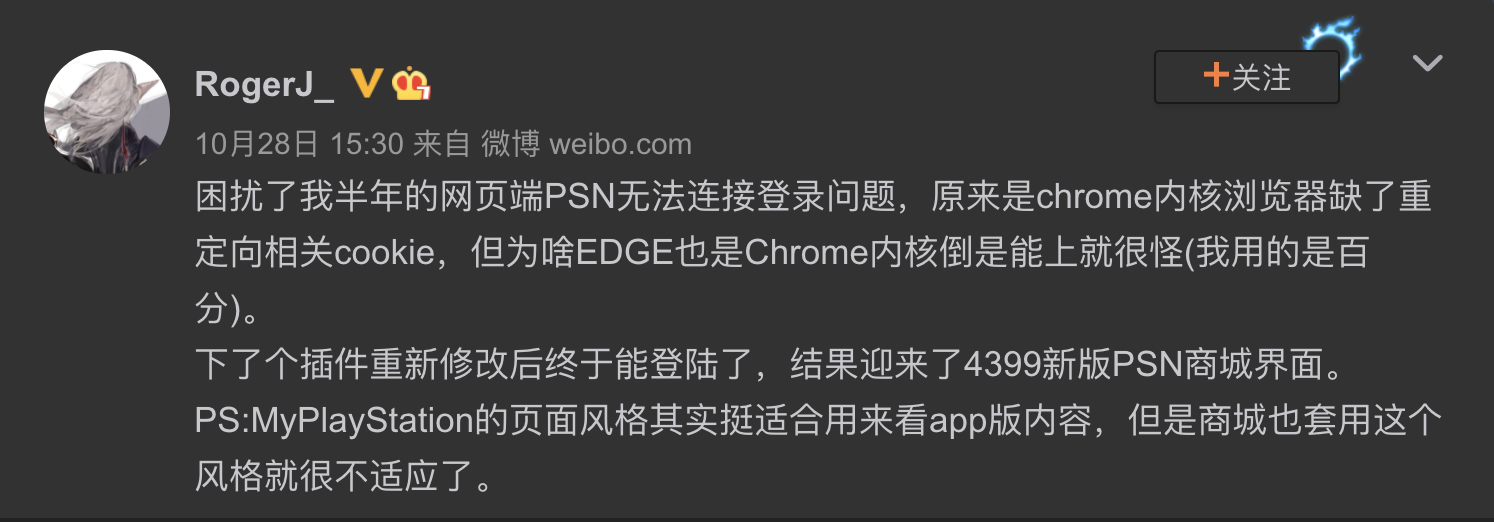 RogerJ_
+关注
10月28日 15:30 来自 微博 weibo.com
困扰了我半年的网页端PSN无法连接登录问题，原来是chrome内核浏览器缺了重
定向相关cookie，但为啥EDGE也是Chrome内核倒是能上就很怪(我用的是百
分)。
下了个插件重新修改后终于能登陆了，结果迎来了4399新版PSN商城界面。
PS:MyPlayStation的页面风格其实挺适合用来看app版内容，但是商城也套用这个
风格就很不适应了。